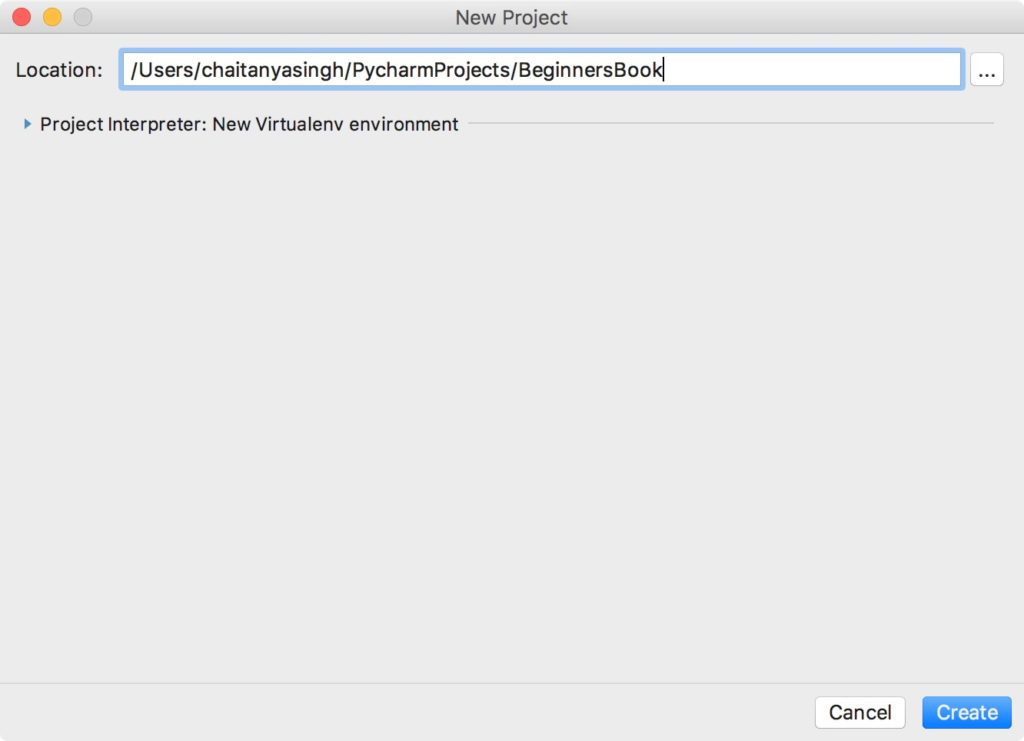 New Project
Location: /Users/chaitanyasingh/PycharmProjects/BeginnersBook ...
Project Interpreter: New Virtualenv environment
Cancel Create